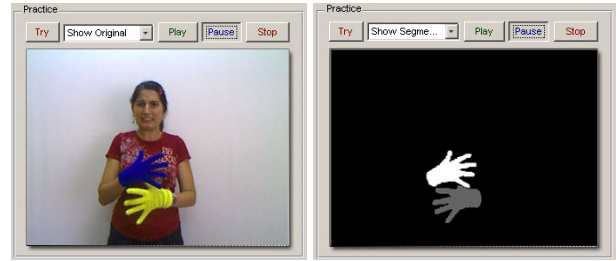 Practice
Try Show Original Play Pause Stop
Practice
Try Show Segme... Play Pause Stop